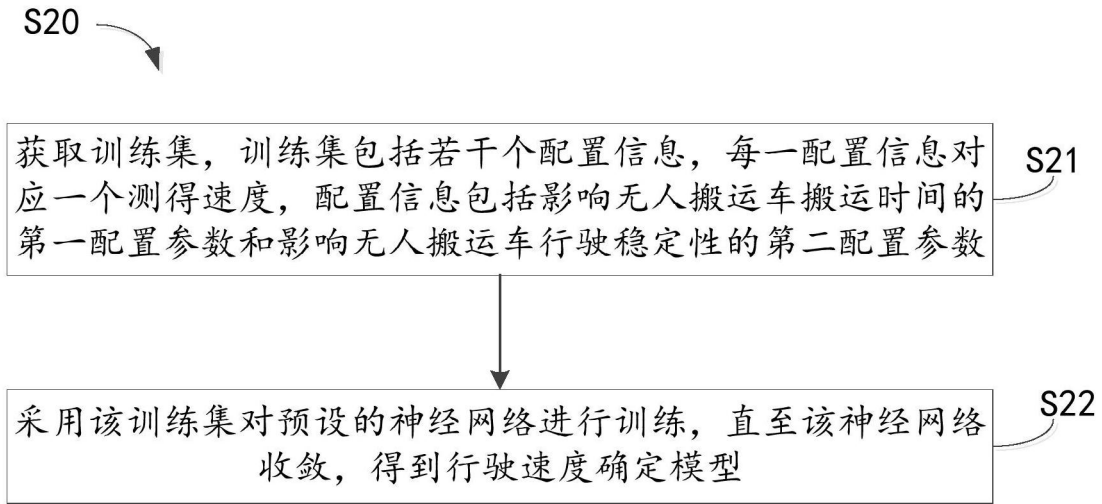 S20
获取训练集，训练集包括若干个配置信息，每一配置信息对
应一个测得速度，配置信息包括影响无人搬运车搬运时间的
第一配置参数和影响无人搬运车行驶稳定性的第二配置参数
S21
采用该训练集对预设的神经网络进行训练，直至该神经网络
收敛，得到行驶速度确定模型
S22